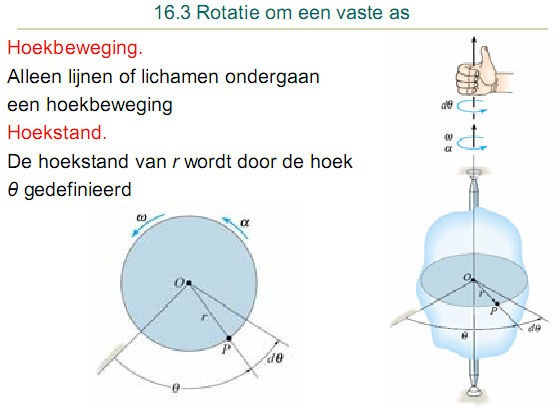 16.3 Rotatie om een vaste as
Hoekbeweging.
Alleen lijnen of lichamen ondergaan
een hoekbeweging
Hoekstand.
De hoekstand van r wordt door de hoek
θ gedefinieerd
ω
α
O
r
P
dθ
θ
dθ
ω
α
O
r
P
dθ
θ